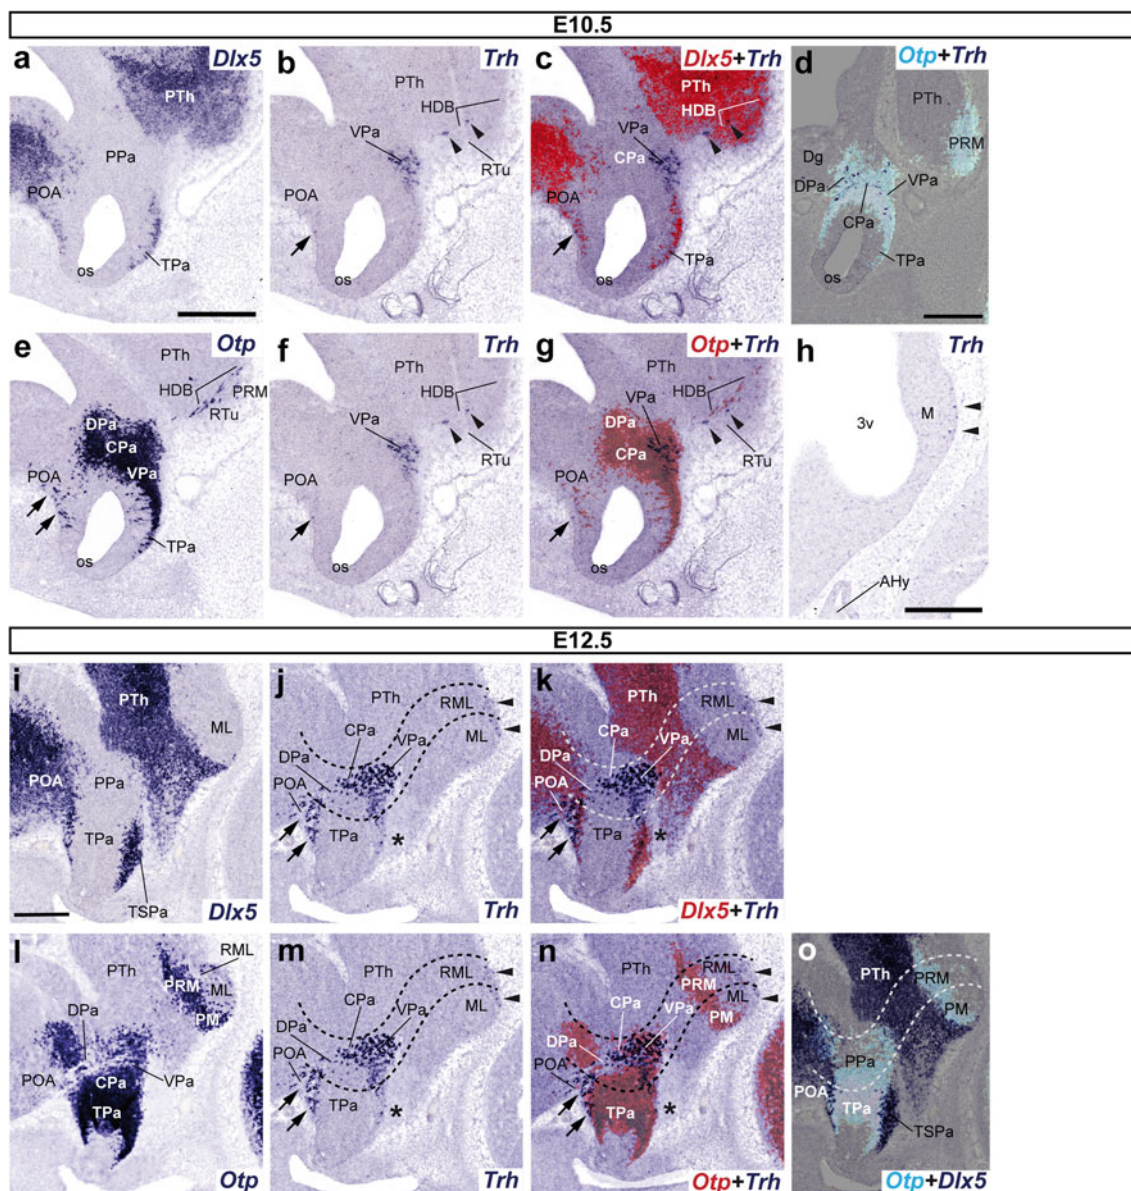 E10.5
a
Dlx5
PTh
PPa
POA
TPa
os
b
Trh
PTh
HDB
VPa
RTu
POA
os
c
Dlx5+Trh
PTh
HDB
VPa
CPa
RTu
POA
TPa
os
d
Otp+Trh
PTh
PRM
Dg
DPa
VPa
CPa
TPa
os
e
Otp
PTh
HDB
PRM
RTu
DPa
CPa
VPa
POA
TPa
os
f
Trh
PTh
HDB
VPa
RTu
POA
os
g
Otp+Trh
PTh
HDB
VPa
DPa
CPa
RTu
POA
os
h
Trh
M
3v
AHy
E12.5
i
PTh
ML
POA
PPa
TPa
TSPa
Dlx5
j
PTh
RML
CPa
VPa
ML
DPa
POA
TPa
*
Trh
k
PTh
RML
CPa
VPa
ML
DPa
POA
TPa
*
Dlx5+Trh
l
RML
PTh
PRM
ML
DPa
PM
POA
CPa
VPa
TPa
Otp
m
PTh
RML
CPa
VPa
ML
DPa
POA
TPa
*
Trh
n
PTh
RML
PRM
CPa
VPa
ML
PM
DPa
POA
TPa
*
Otp+Trh
o
PTh
PRM
PM
PPa
POA
TPa
TSPa
Otp+Dlx5